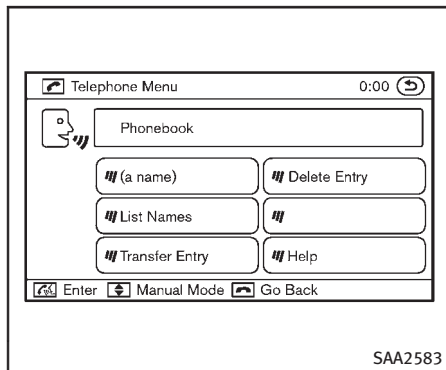 Telephone Menu 0:00
Phonebook
(a name) Delete Entry
List Names
Transfer Entry Help
Enter Manual Mode Go Back
SAA2583